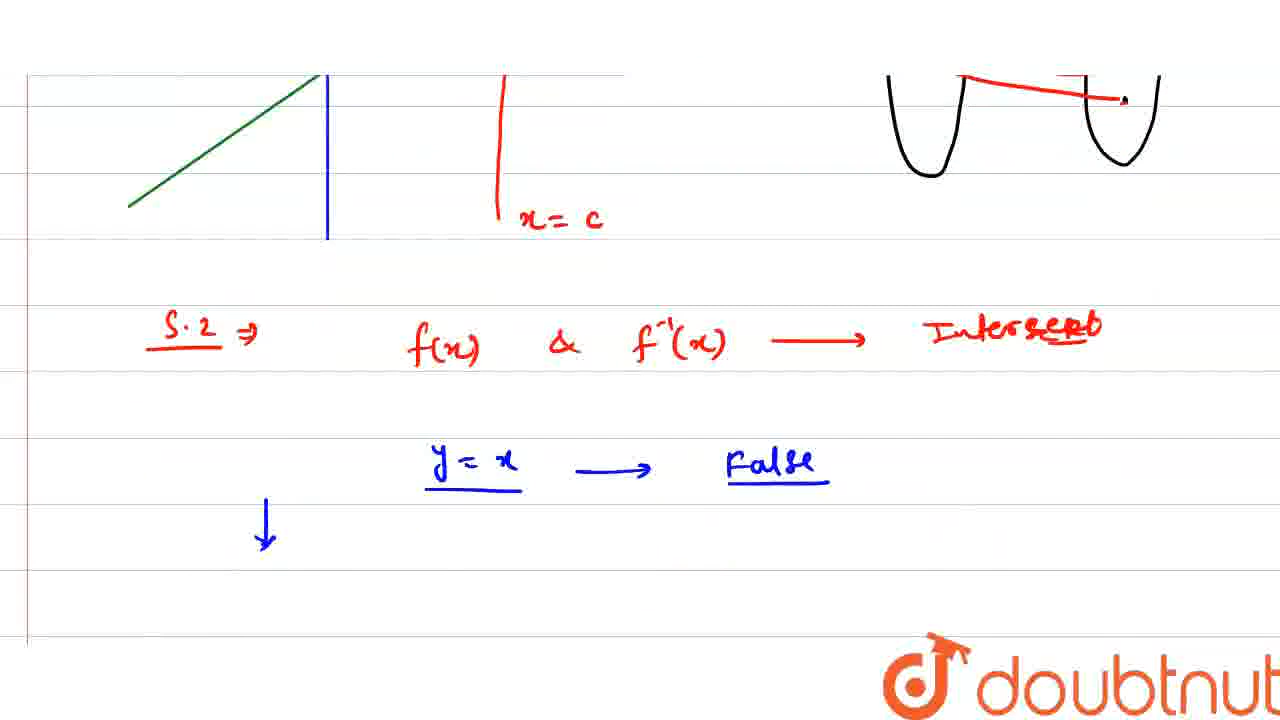 x = c
S.2 ⇒ f(x) & f⁻¹(x) ⟶ Intersect
y = x ⟶ False
doubtnut